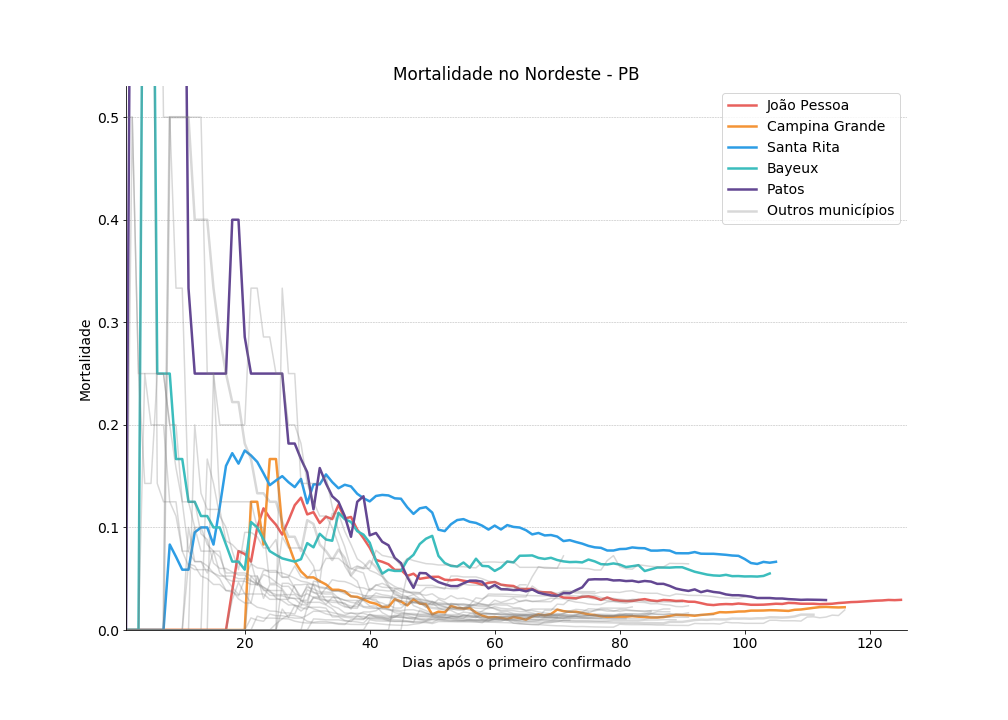 Mortalidade no Nordeste - PB
Mortalidade
0.5
0.4
0.3
0.2
0.1
0.0
20
40
60
80
100
120
Dias após o primeiro confirmado
João Pessoa
Campina Grande
Santa Rita
Bayeux
Patos
Outros municípios